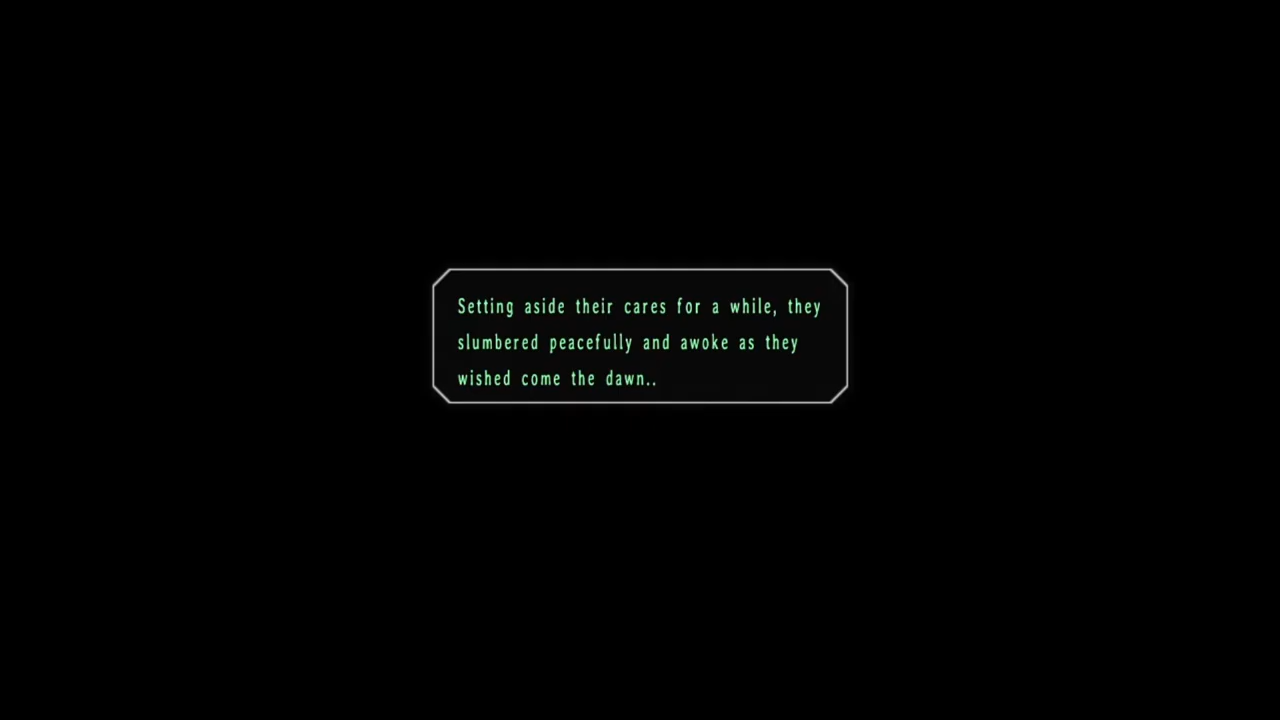 Setting aside their cares for a while, they
slumbered peacefully and awoke as they
wished come the dawn..